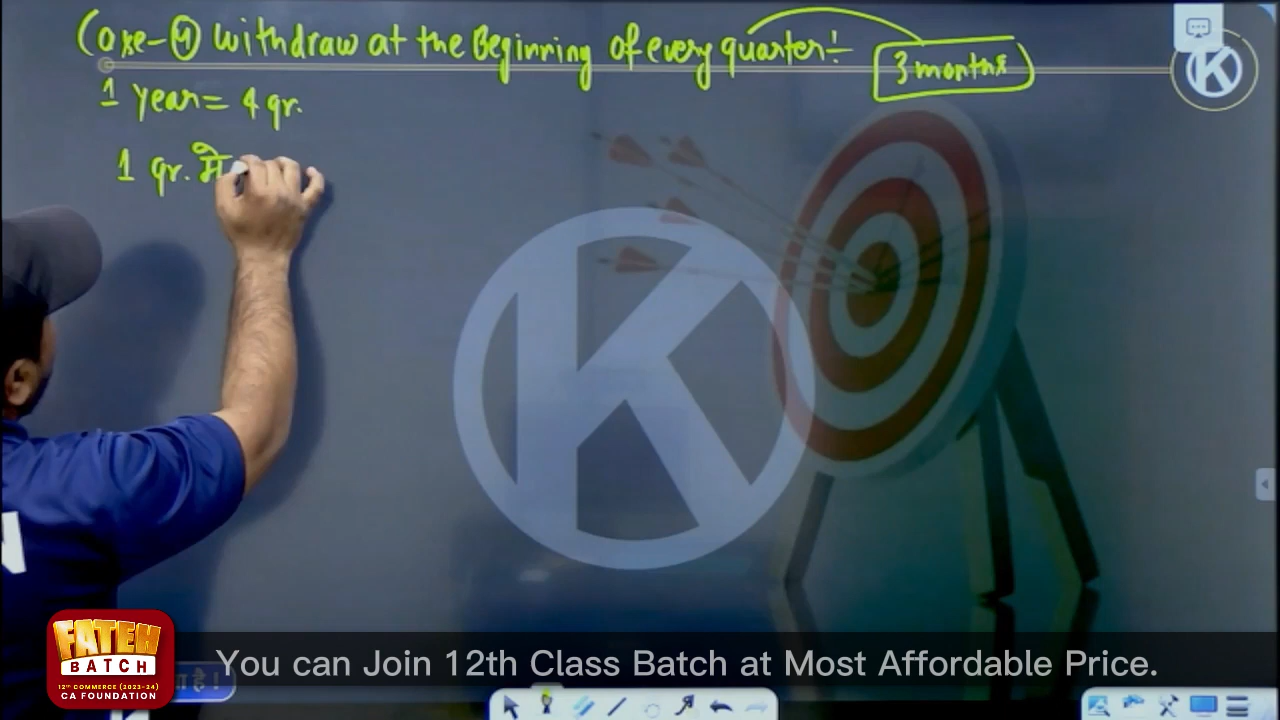 Case-④ Withdraw at the Beginning of every quarter:-
3 months
1 Year = 4 qr.
1 qr. में
K
K
FATEH
BATCH
12TH COMMERCE (2023-24)
CA FOUNDATION
You can Join 12th Class Batch at Most Affordable Price.